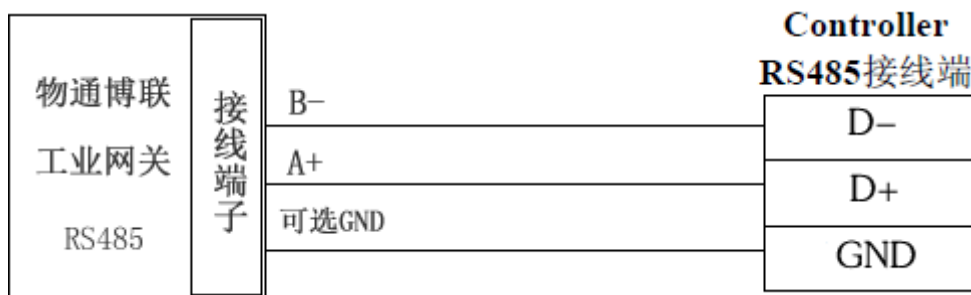 物通博联
工业网关
RS485
接线端子
B-
A+
可选GND
Controller
RS485接线端
D-
D+
GND